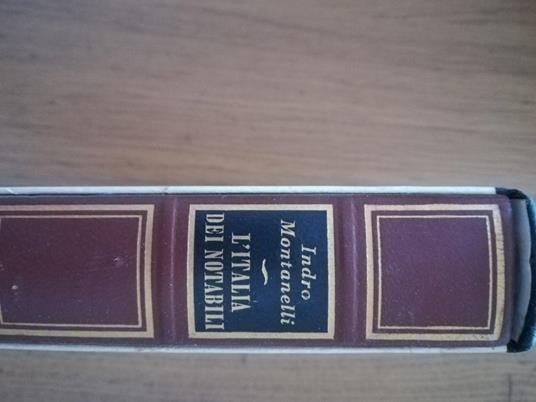 Indro
Montanelli
L'ITALIA
DEI NOTABILI